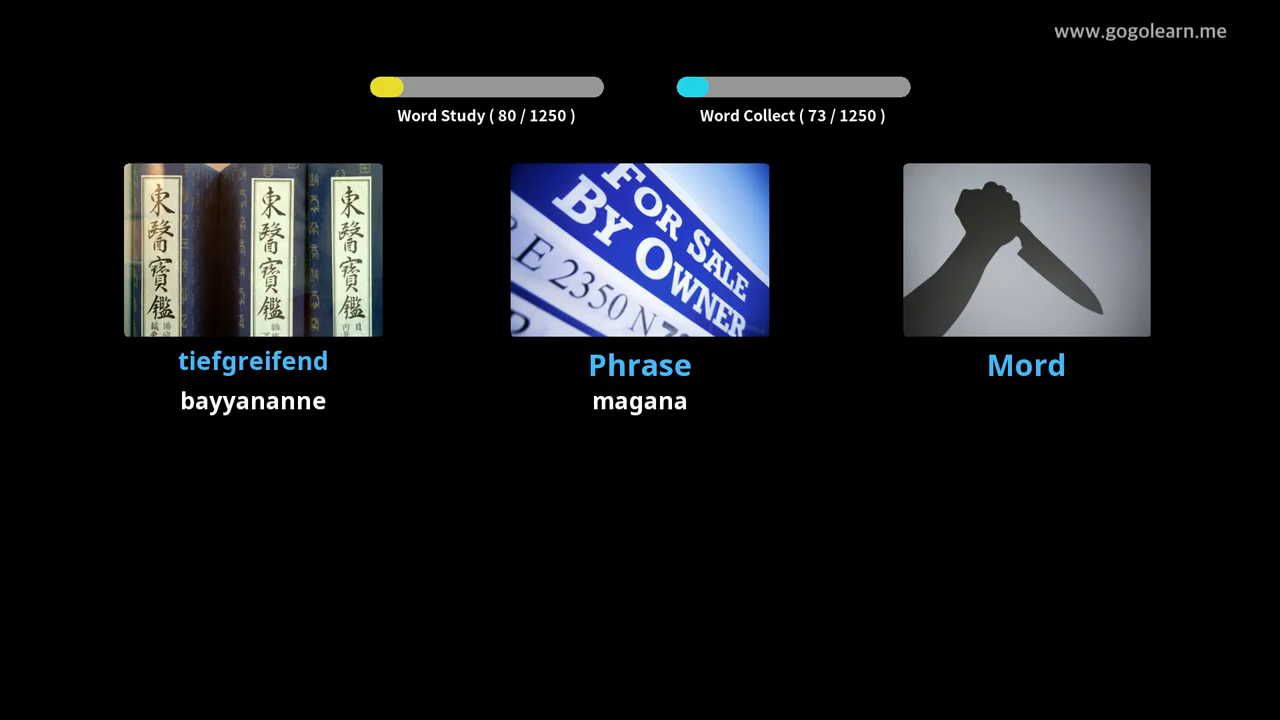 www.gogolearn.me
Word Study ( 80 / 1250 )
Word Collect ( 73 / 1250 )
東醫寶鑑
東醫寶鑑
東醫寶鑑
FOR SALE
BY OWNER
E 2350 N
tiefgreifend
bayyananne
Phrase
magana
Mord